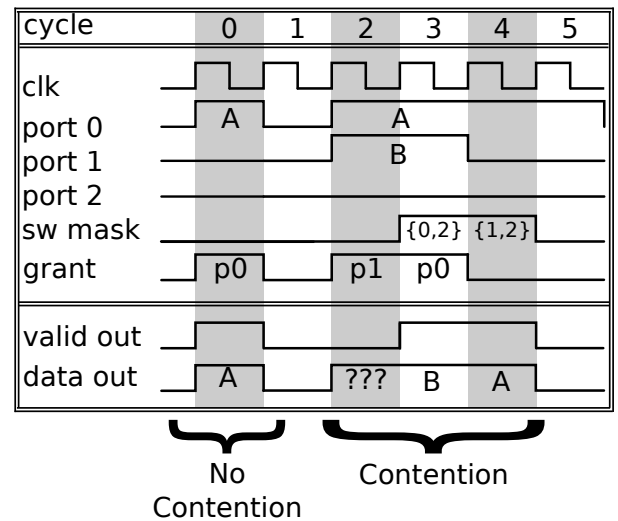 cycle 0 1 2 3 4 5
clk
port 0 A A
port 1 B
port 2
sw mask {0,2} {1,2}
grant p0 p1 p0
valid out
data out A ??? B A
No Contention
Contention